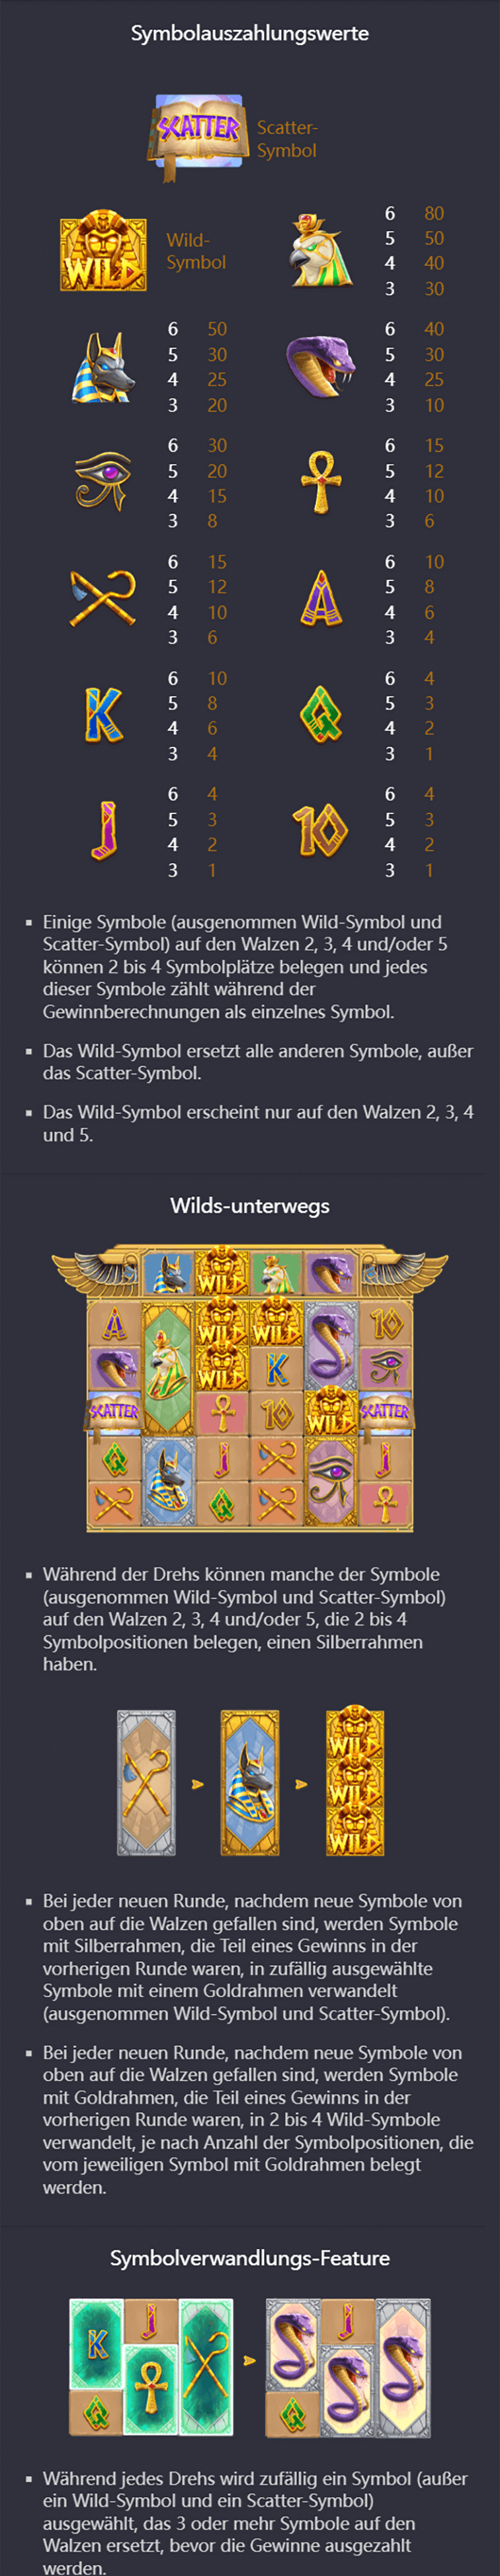 Symbolauszahlungswerte
SCATTER
Scatter-
Symbol
WILD
Wild-
Symbol
6 80
5 50
4 40
3 30
6 50
5 30
4 25
3 20
6 40
5 30
4 25
3 10
6 30
5 20
4 15
3 8
6 15
5 12
4 10
3 6
6 15
5 12
4 10
3 6
A
6 10
5 8
4 6
3 4
K
6 10
5 8
4 6
3 4
Q
6 4
5 3
4 2
3 1
J
6 4
5 3
4 2
3 1
10
6 4
5 3
4 2
3 1
Einige Symbole (ausgenommen Wild-Symbol und
Scatter-Symbol) auf den Walzen 2, 3, 4 und/oder 5
können 2 bis 4 Symbolplätze belegen und jedes
dieser Symbole zählt während der
Gewinnberechnungen als einzelnes Symbol.
Das Wild-Symbol ersetzt alle anderen Symbole, außer
das Scatter-Symbol.
Das Wild-Symbol erscheint nur auf den Walzen 2, 3, 4
und 5.
Wilds-unterwegs
WILD
A WILD WILD 10
WILD K
SCATTER 10 WILD SCATTER
Q J J
Q
Während der Drehs können manche der Symbole
(ausgenommen Wild-Symbol und Scatter-Symbol)
auf den Walzen 2, 3, 4 und/oder 5, die 2 bis 4
Symbolpositionen belegen, einen Silberrahmen
haben.
WILD
WILD
WILD
Bei jeder neuen Runde, nachdem neue Symbole von
oben auf die Walzen gefallen sind, werden Symbole
mit Silberrahmen, die Teil eines Gewinns in der
vorherigen Runde waren, in zufällig ausgewählte
Symbole mit einem Goldrahmen verwandelt
(ausgenommen Wild-Symbol und Scatter-Symbol).
Bei jeder neuen Runde, nachdem neue Symbole von
oben auf die Walzen gefallen sind, werden Symbole
mit Goldrahmen, die Teil eines Gewinns in der
vorherigen Runde waren, in 2 bis 4 Wild-Symbole
verwandelt, je nach Anzahl der Symbolpositionen, die
vom jeweiligen Symbol mit Goldrahmen belegt
werden.
Symbolverwandlungs-Feature
K J J
Q Q
Während jedes Drehs wird zufällig ein Symbol (außer
ein Wild-Symbol und ein Scatter-Symbol)
ausgewählt, das 3 oder mehr Symbole auf den
Walzen ersetzt, bevor die Gewinne ausgezahlt
werden.